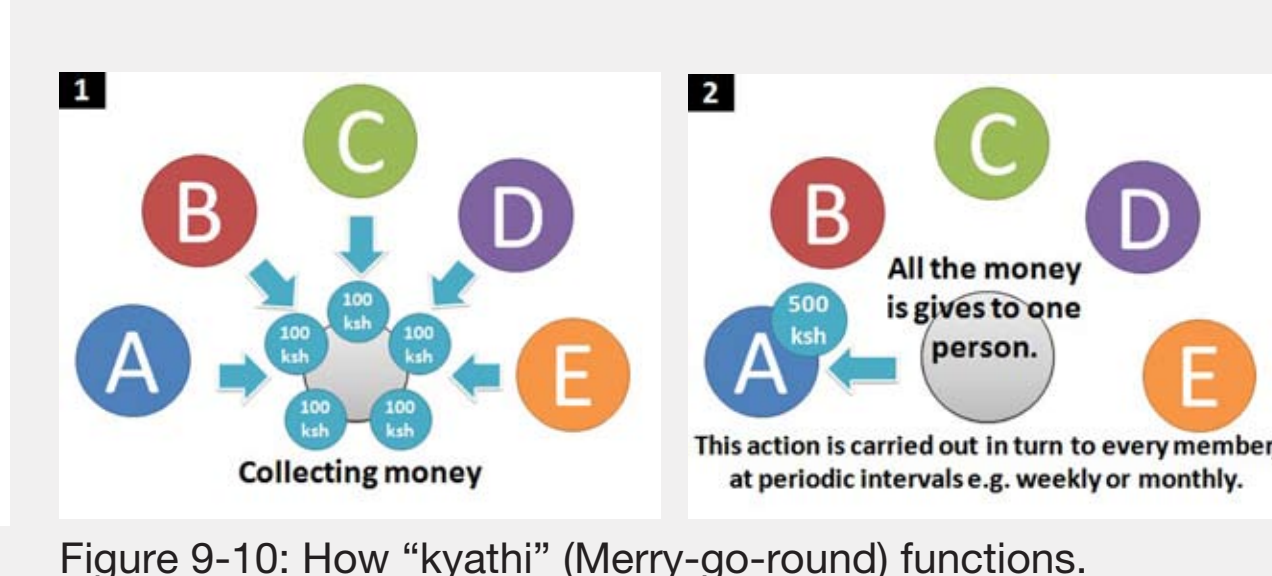 1
C
B
D
A
E
100
ksh
100
ksh
100
ksh
100
ksh
100
ksh
Collecting money
2
C
B
D
A
E
500
ksh
All the money
is gives to one
person.
This action is carried out in turn to every member,
at periodic intervals e.g. weekly or monthly.
Figure 9-10: How “kyathi” (Merry-go-round) functions.